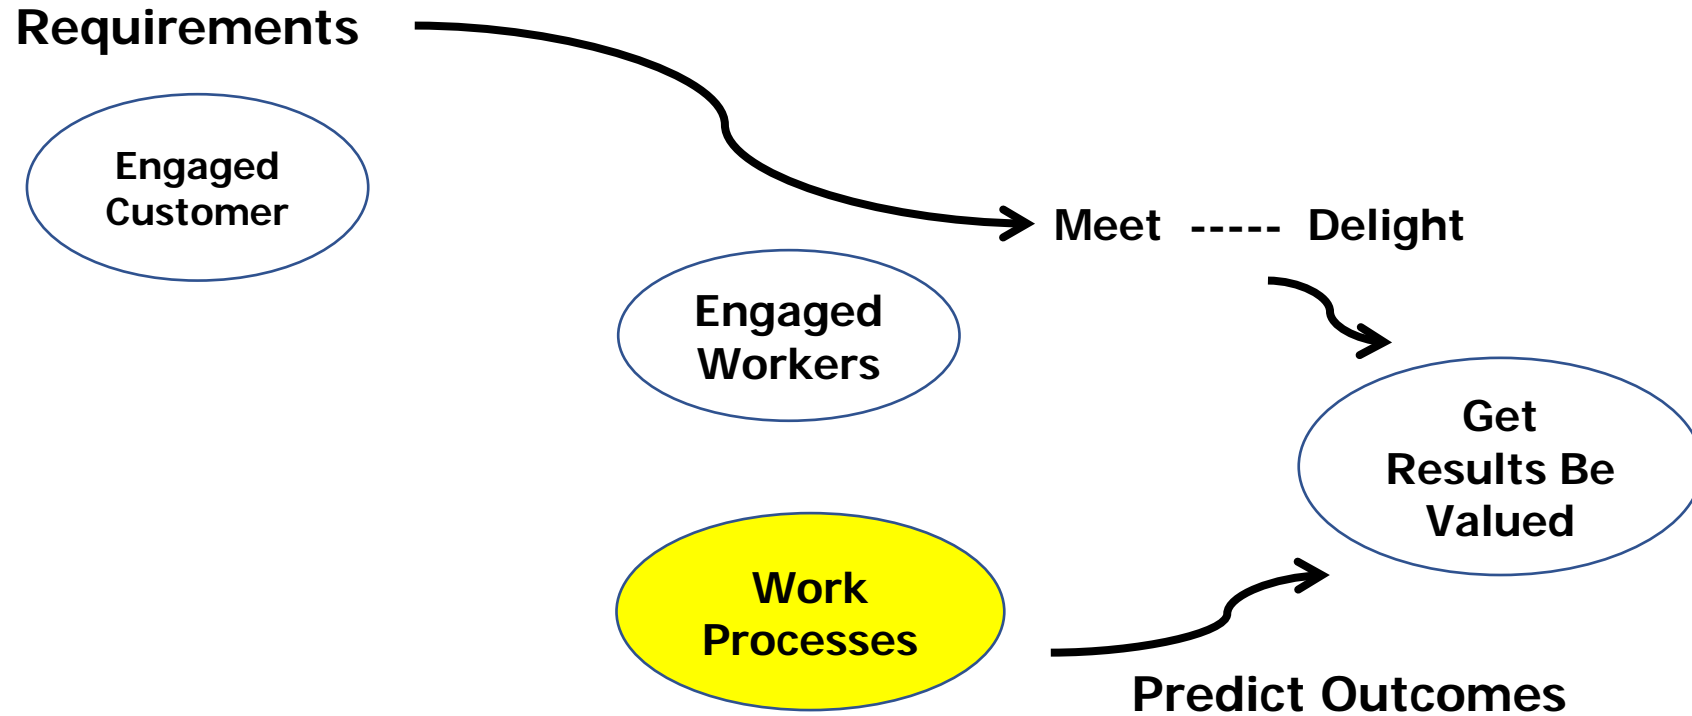 Requirements
Engaged
Customer
Meet ----- Delight
Engaged
Workers
Get
Results Be
Valued
Work
Processes
Predict Outcomes